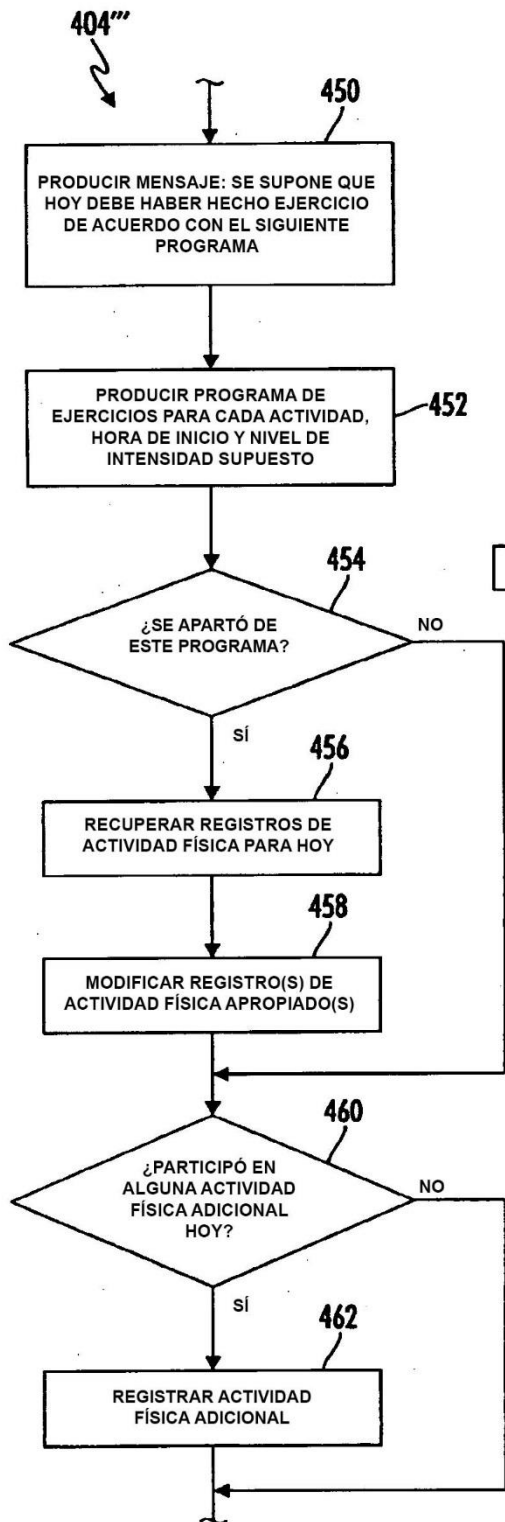 404'''
450
PRODUCIR MENSAJE: SE SUPONE QUE
HOY DEBE HABER HECHO EJERCICIO
DE ACUERDO CON EL SIGUIENTE
PROGRAMA
PRODUCIR PROGRAMA DE
EJERCICIOS PARA CADA ACTIVIDAD,
HORA DE INICIO Y NIVEL DE
INTENSIDAD SUPUESTO
452
454
¿SE APARTÓ DE
ESTE PROGRAMA?
NO
SÍ
456
RECUPERAR REGISTROS DE
ACTIVIDAD FÍSICA PARA HOY
458
MODIFICAR REGISTRO(S) DE
ACTIVIDAD FÍSICA APROPIADO(S)
460
¿PARTICIPÓ EN
ALGUNA ACTIVIDAD
FÍSICA ADICIONAL
HOY?
NO
SÍ
462
REGISTRAR ACTIVIDAD
FÍSICA ADICIONAL